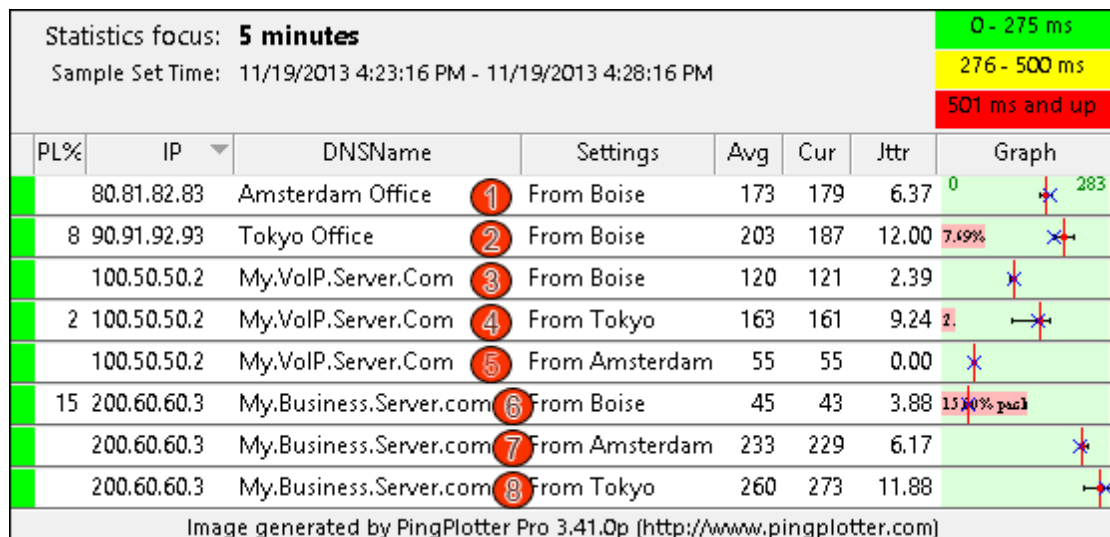 Statistics focus: 5 minutes
Sample Set Time: 11/19/2013 4:23:16 PM - 11/19/2013 4:28:16 PM
0 - 275 ms
276 - 500 ms
501 ms and up
PL% IP DNSName Settings Avg Cur Jttr Graph
80.81.82.83 Amsterdam Office 1 From Boise 173 179 6.37 0 283
8 90.91.92.93 Tokyo Office 2 From Boise 203 187 12.00 7.69%
100.50.50.2 My.VoIP.Server.Com 3 From Boise 120 121 2.39
2 100.50.50.2 My.VoIP.Server.Com 4 From Tokyo 163 161 9.24 2.
100.50.50.2 My.VoIP.Server.Com 5 From Amsterdam 55 55 0.00
15 200.60.60.3 My.Business.Server.com 6 From Boise 45 43 3.88
200.60.60.3 My.Business.Server.com 7 From Amsterdam 233 229 6.17
200.60.60.3 My.Business.Server.com 8 From Tokyo 260 273 11.88
Image generated by PingPlotter Pro 3.41.0p (http://www.pingplotter.com)